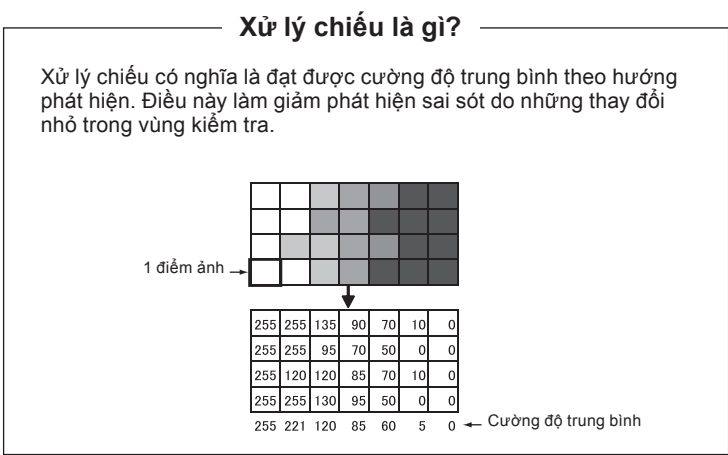 Xử lý chiếu là gì?
Xử lý chiếu có nghĩa là đạt được cường độ trung bình theo hướng
phát hiện. Điều này làm giảm phát hiện sai sót do những thay đổi
nhỏ trong vùng kiểm tra.
1 điểm ảnh
255 255 135 90 70 10 0
255 255 95 70 50 0 0
255 120 120 85 70 10 0
255 255 130 95 50 0 0
255 221 120 85 60 5 0 Cường độ trung bình